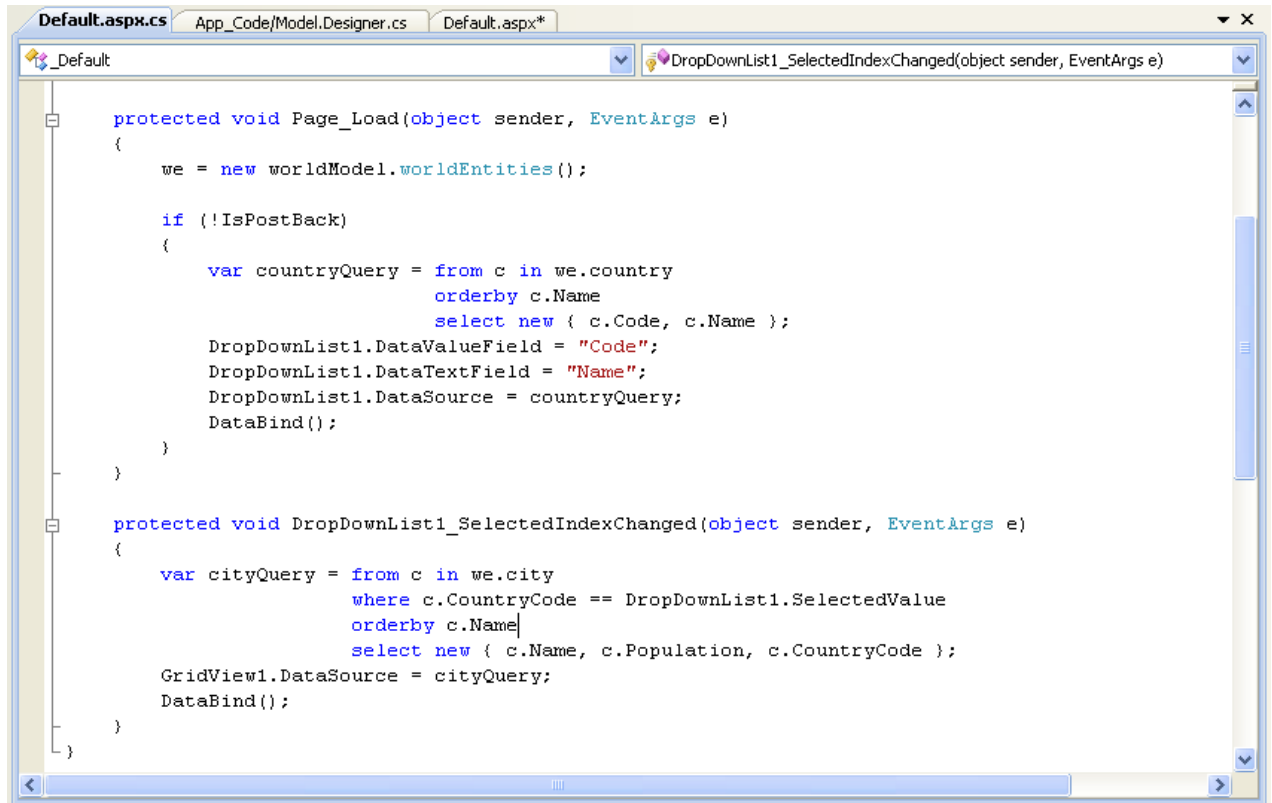 Default.aspx.cs App_Code/Model.Designer.cs Default.aspx*
_Default DropDownList1_SelectedIndexChanged(object sender, EventArgs e)
protected void Page_Load(object sender, EventArgs e)
{
we = new worldModel.worldEntities();
if (!IsPostBack)
{
var countryQuery = from c in we.country
orderby c.Name
select new { c.Code, c.Name };
DropDownList1.DataValueField = "Code";
DropDownList1.DataTextField = "Name";
DropDownList1.DataSource = countryQuery;
DataBind();
}
}
protected void DropDownList1_SelectedIndexChanged(object sender, EventArgs e)
{
var cityQuery = from c in we.city
where c.CountryCode == DropDownList1.SelectedValue
orderby c.Name
select new { c.Name, c.Population, c.CountryCode };
GridView1.DataSource = cityQuery;
DataBind();
}
}